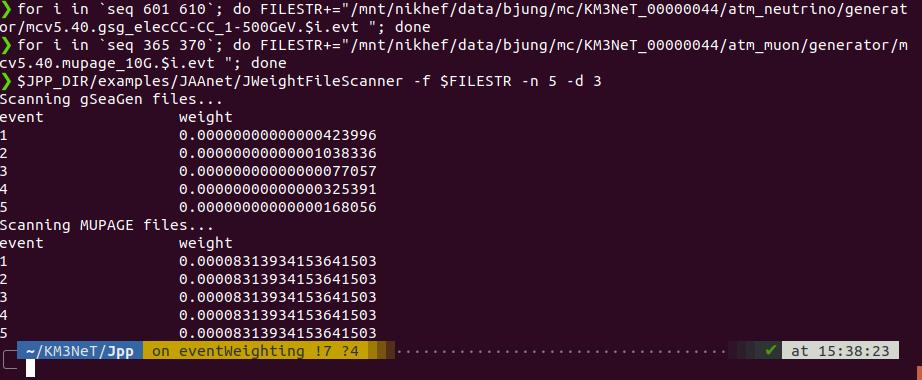 ❯ for i in `seq 601 610`; do FILESTR+="/mnt/nikhef/data/bjung/mc/KM3NeT_00000044/atm_neutrino/generat
or/mcv5.40.gsg_elecCC-CC_1-500GeV.$i.evt "; done
❯ for i in `seq 365 370`; do FILESTR+="/mnt/nikhef/data/bjung/mc/KM3NeT_00000044/atm_muon/generator/m
cv5.40.mupage_10G.$i.evt "; done
❯ $JPP_DIR/examples/JAAnet/JWeightFileScanner -f $FILESTR -n 5 -d 3
Scanning gSeaGen files...
event weight
1 0.00000000000000423996
2 0.00000000000001038336
3 0.00000000000000077057
4 0.00000000000000325391
5 0.00000000000000168056
Scanning MUPAGE files...
event weight
1 0.00008313934153641503
2 0.00008313934153641503
3 0.00008313934153641503
4 0.00008313934153641503
5 0.00008313934153641503
~/KM3NeT/Jpp on eventWeighting !7 ?4 ✔ at 15:38:23